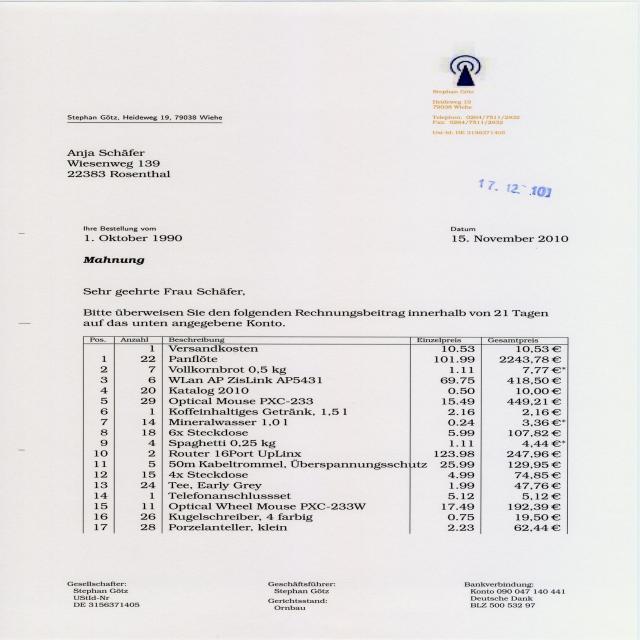 Stephan Götz
Heideweg 19
79038 Wiehe
Telephon: 0264/7511/2932
Fax: 0264/7511/2932
Ust-Id: DE 3156371405
Stephan Götz, Heideweg 19, 79038 Wiehe
Anja Schäfer
Wiesenweg 139
22383 Rosenthal
17. 12.
Ihre Bestellung vom Datum
1. Oktober 1990 15. November 2010
Mahnung
Sehr geehrte Frau Schäfer,
Bitte überweisen Sie den folgenden Rechnungsbeitrag innerhalb von 21 Tagen
auf das unten angegebene Konto.
Pos. Anzahl Beschreibung Einzelpreis Gesamtpreis
1 Versandkosten 10.53 10,53 €
1 22 Panflöte 101.99 2243,78 €
2 7 Vollkornbrot 0,5 kg 1.11 7,77 €*
3 6 WLan AP ZisLink AP5431 69.75 418,50 €
4 20 Katalog 2010 0.50 10,00 €
5 29 Optical Mouse PXC-233 15.49 449,21 €
6 1 Koffeinhaltiges Getränk, 1,5 l 2.16 2,16 €
7 14 Mineralwasser 1,0 l 0.24 3,36 €*
8 18 6x Steckdose 5.99 107,82 €
9 4 Spaghetti 0,25 kg 1.11 4,44 €*
10 2 Router 16Port UpLinx 123.98 247,96 €
11 5 50m Kabeltrommel, Überspannungsschutz 25.99 129,95 €
12 15 4x Steckdose 4.99 74,85 €
13 24 Tee, Early Grey 1.99 47,76 €
14 1 Telefonanschlussset 5.12 5,12 €
15 11 Optical Wheel Mouse PXC-233W 17.49 192,39 €
16 26 Kugelschreiber, 4 farbig 0.75 19,50 €
17 28 Porzelanteller, klein 2.23 62,44 €
Gesellschafter:
Stephan Götz
UStId-Nr
DE 3156371405
Geschäftsführer:
Stephan Götz
Gerichtsstand:
Ornbau
Bankverbindung:
Konto 090 047 140 441
Deutsche Dank
BLZ 500 532 97